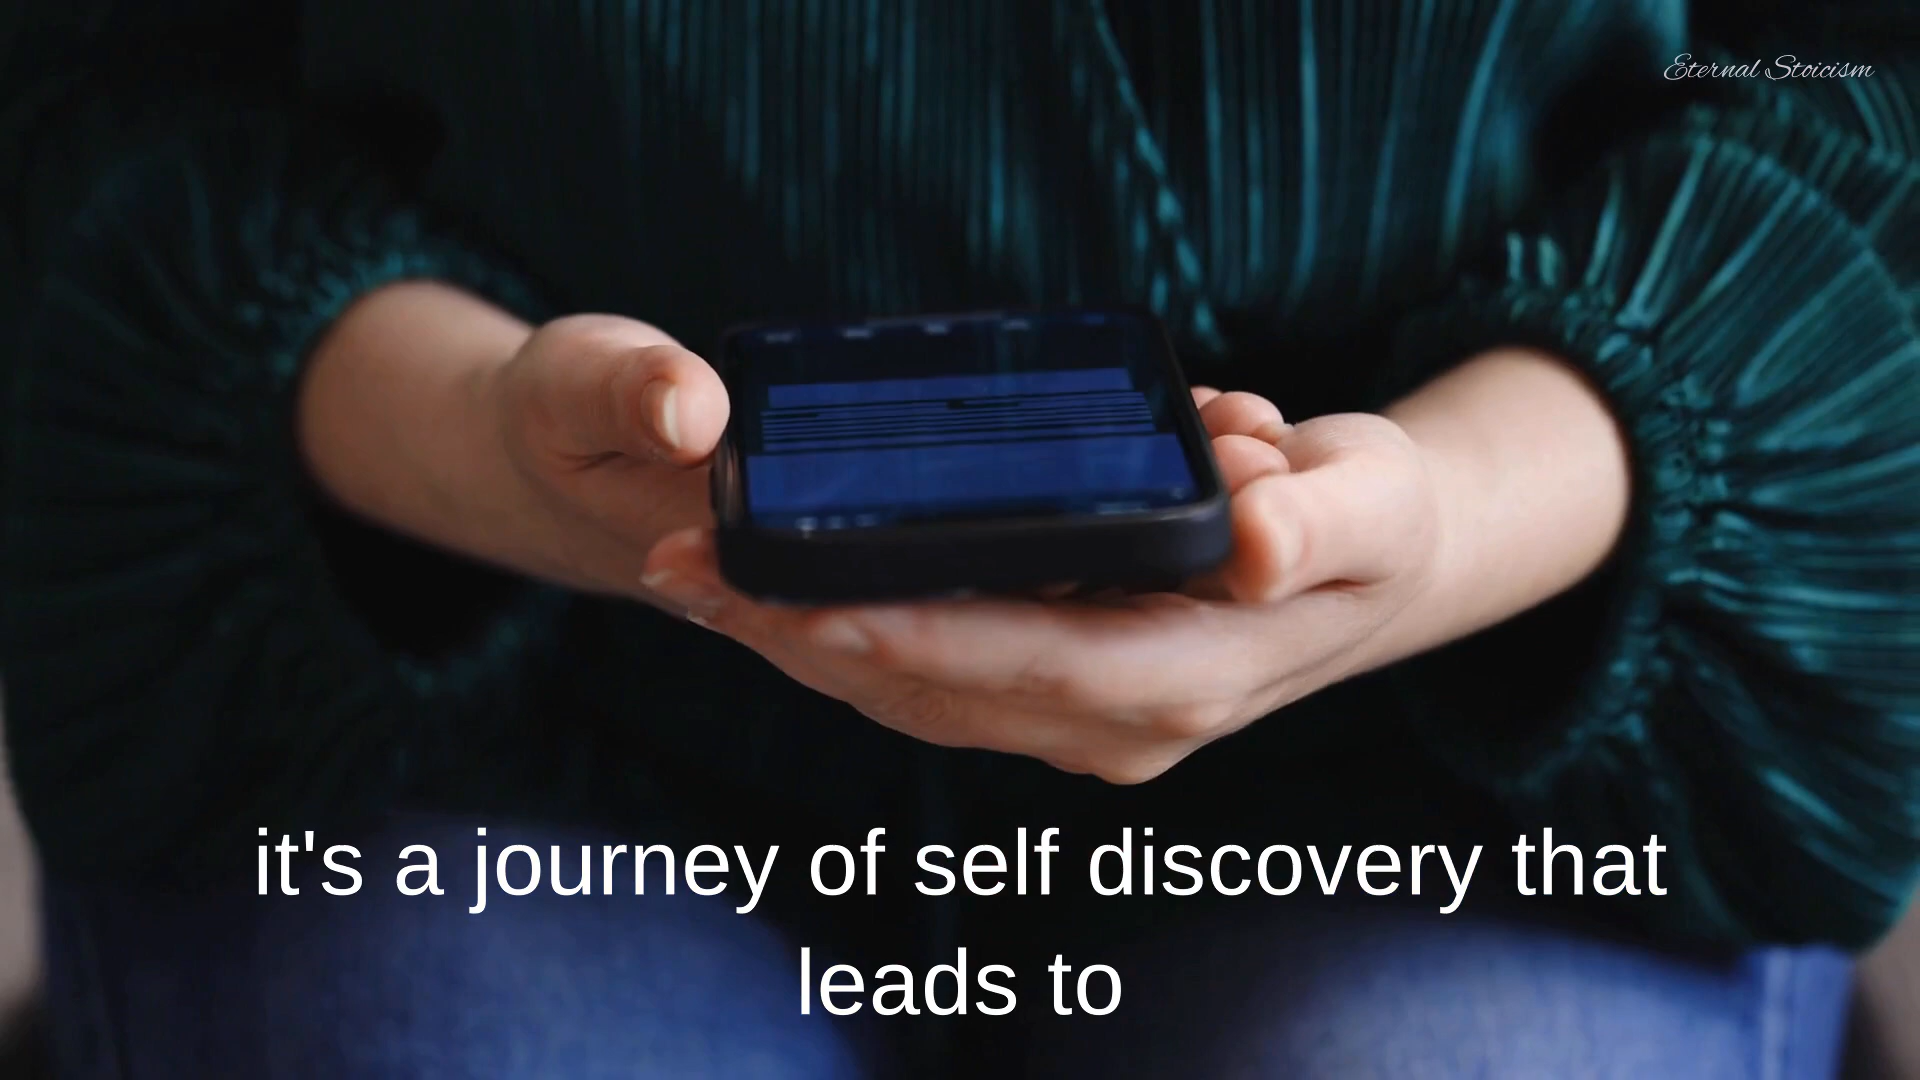 Eternal Stoicism
it's a journey of self discovery that
leads to